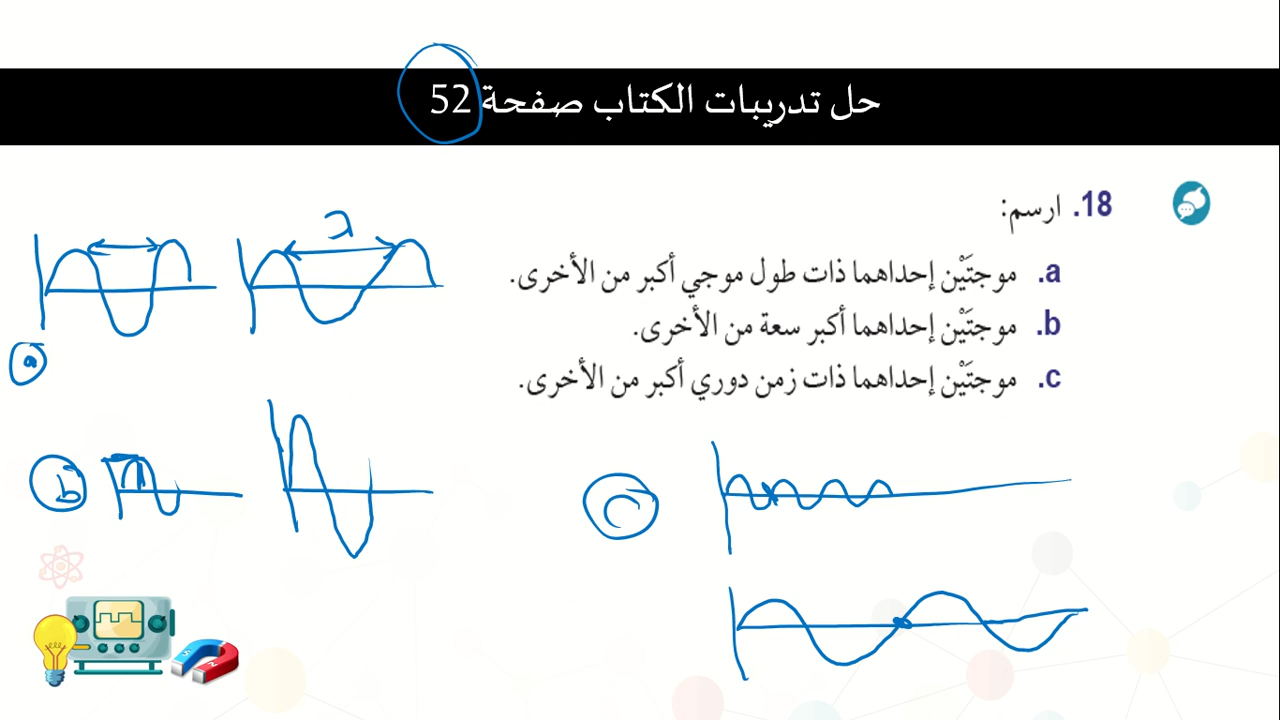 حل تدريبات الكتاب صفحة 52
18. ارسم:
a. موجتَيْن إحداهما ذات طول موجي أكبر من الأخرى.
b. موجتَيْن إحداهما أكبر سعة من الأخرى.
c. موجتَيْن إحداهما ذات زمن دوري أكبر من الأخرى.
λ
a
b
c